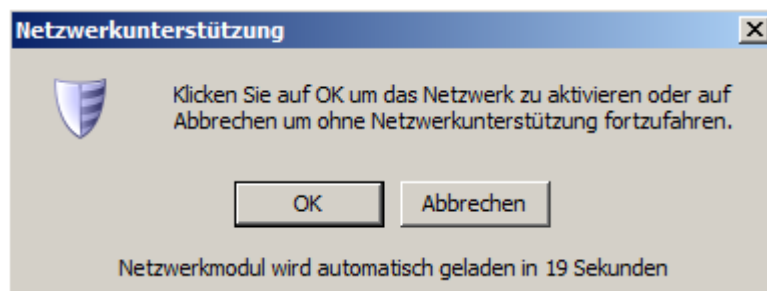 Netzwerkunterstützung
Klicken Sie auf OK um das Netzwerk zu aktivieren oder auf
Abbrechen um ohne Netzwerkunterstützung fortzufahren.
OK
Abbrechen
Netzwerkmodul wird automatisch geladen in 19 Sekunden